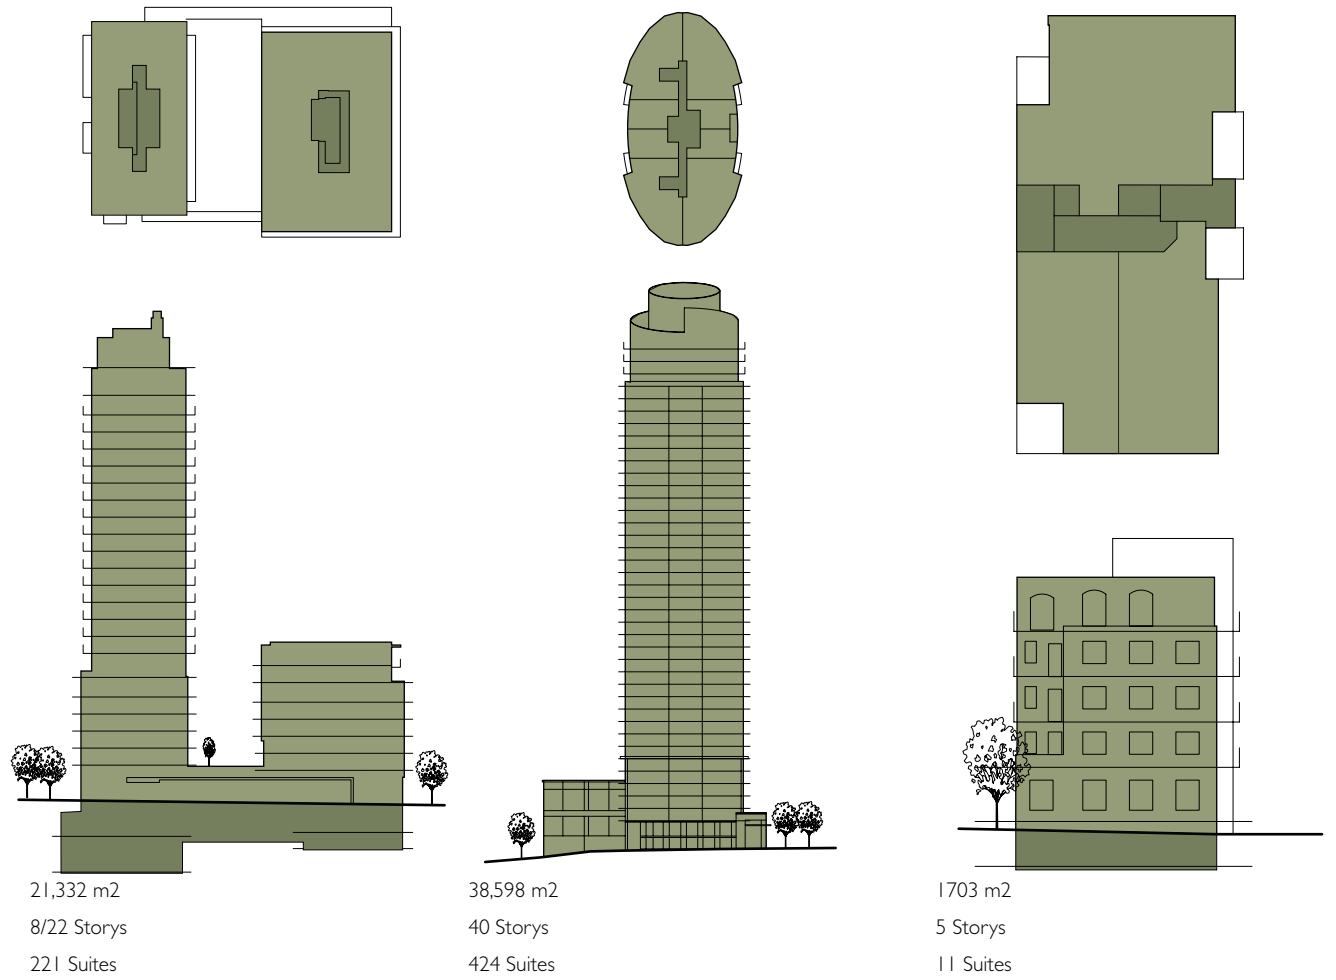 21,332 m2
8/22 Storys
221 Suites
38,598 m2
40 Storys
424 Suites
1703 m2
5 Storys
11 Suites